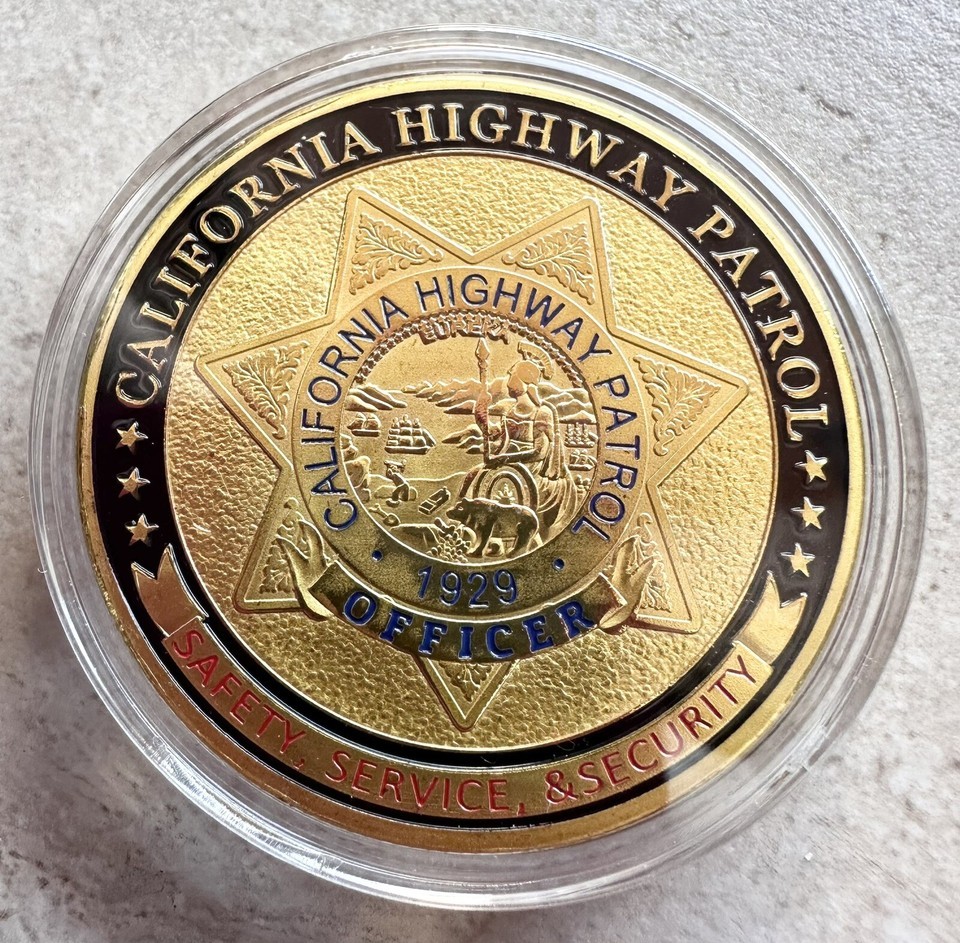 CALIFORNIA HIGHWAY PATROL
CALIFORNIA HIGHWAY PATROL
EUREKA
1929
OFFICER
SAFETY, SERVICE, &SECURITY